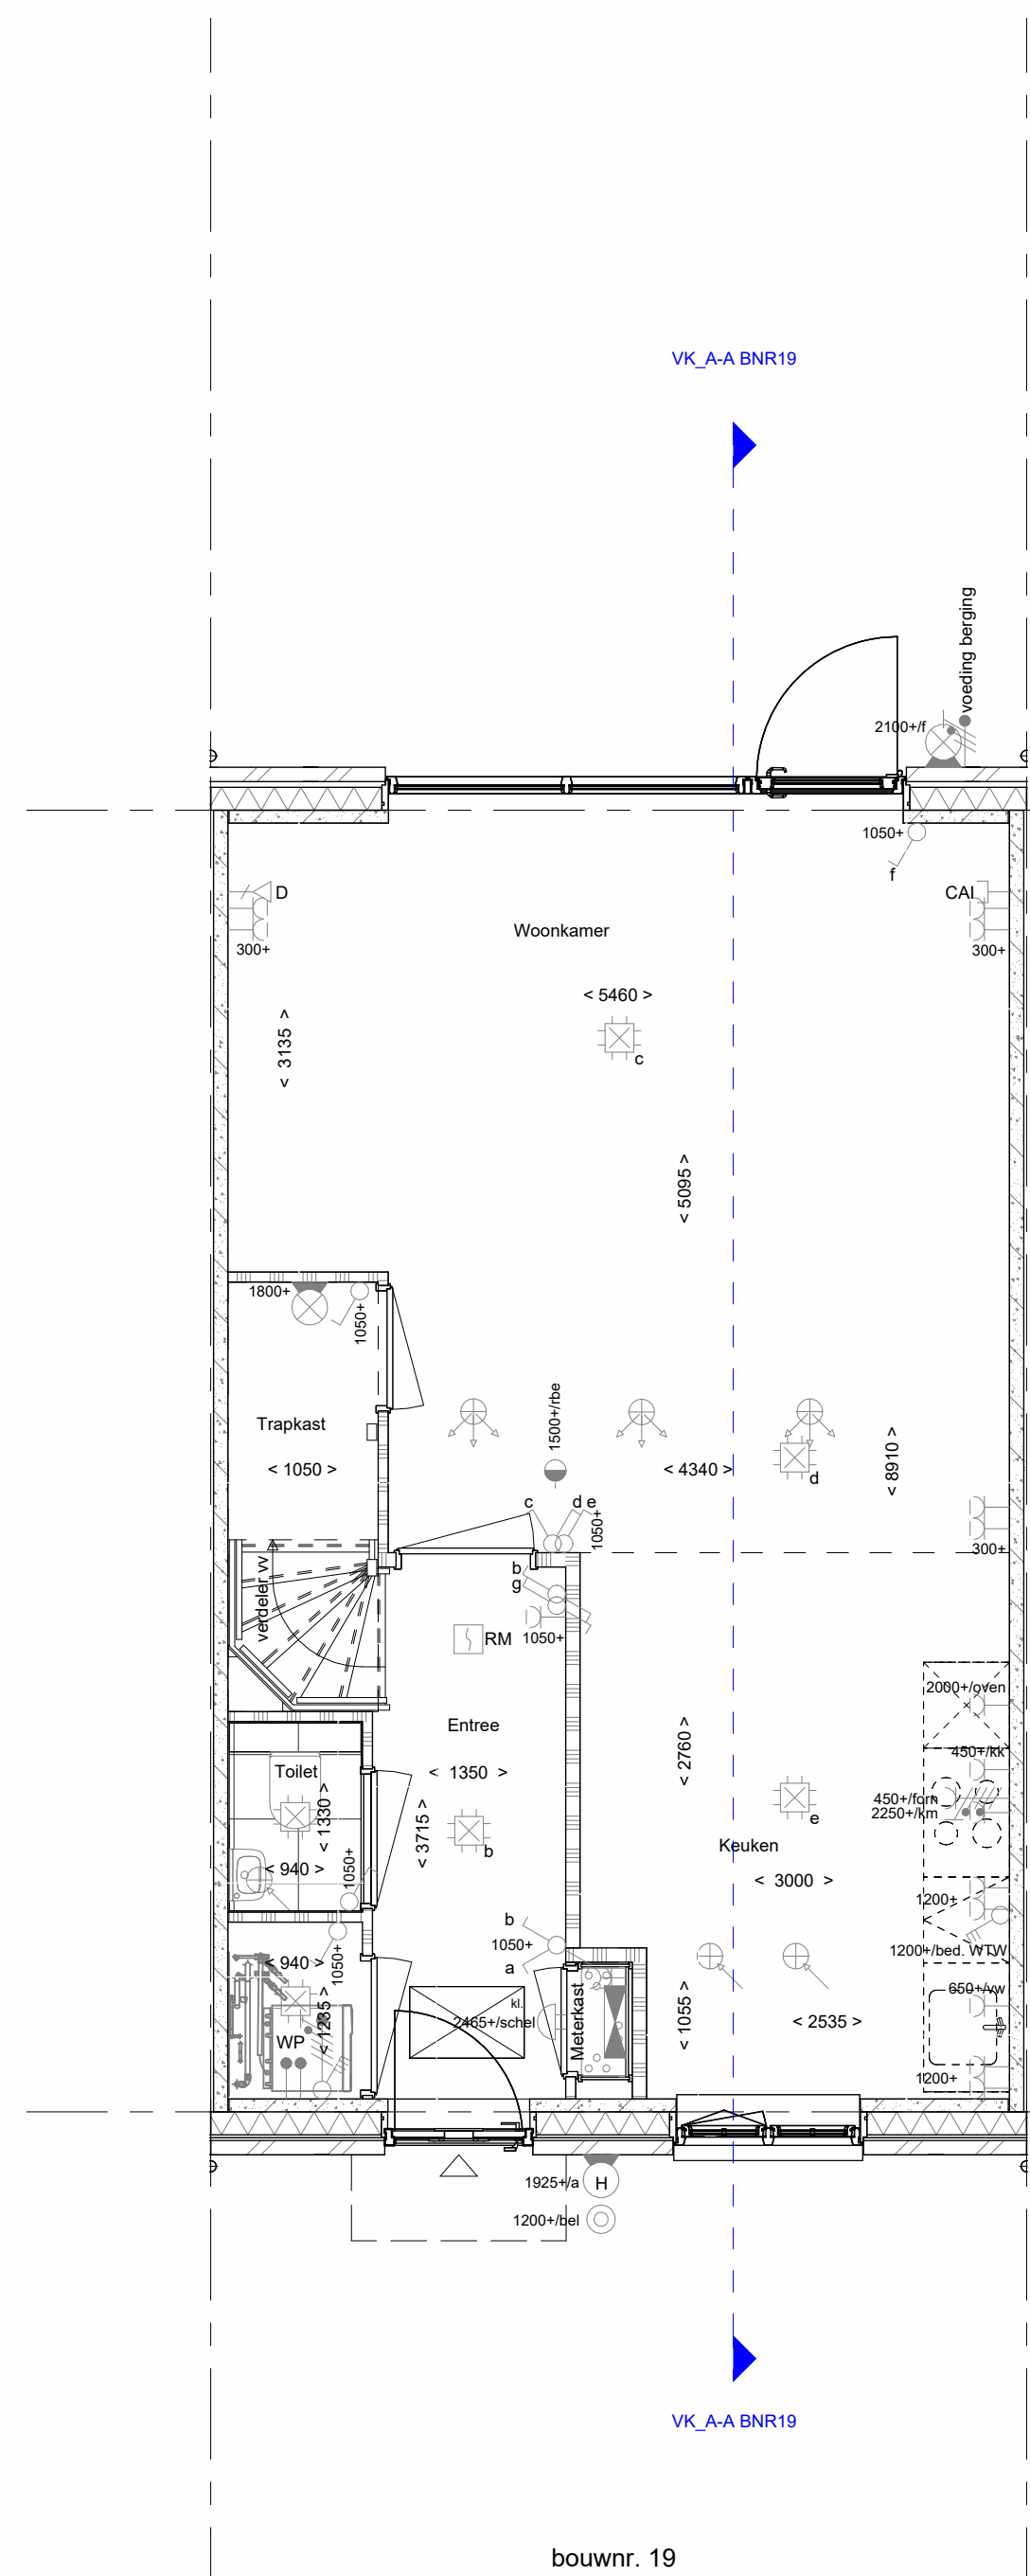 VK_A-A BNR19
voeding berging
2100+/f
1050+
f
D
CAI
300+
300+
Woonkamer
< 5460 >
c
< 3135 >
< 5095 >
1800+
1050+
Trapkast
< 1050 >
1500+/rbe
< 4340 >
< 8910 >
d
c
d e
1050+
300+
verdeler vv
b
g
1050+
RM
2000+/oven
Entree
< 1350 >
< 2760 >
450+/kk
Toilet
< 1330 >
450+/forn
2250+/km
e
< 3715 >
b
Keuken
< 940 >
1050+
< 3000 >
1200+
b
1050+
a
1200+/bed. WTW
< 940 >
1050+
650+/vw
kl.
2465+/schel
Meterkast
< 1055 >
< 2535 >
WP
< 1285 >
1200+
1925+/a
H
1200+/bel
VK_A-A BNR19
bouwnr. 19